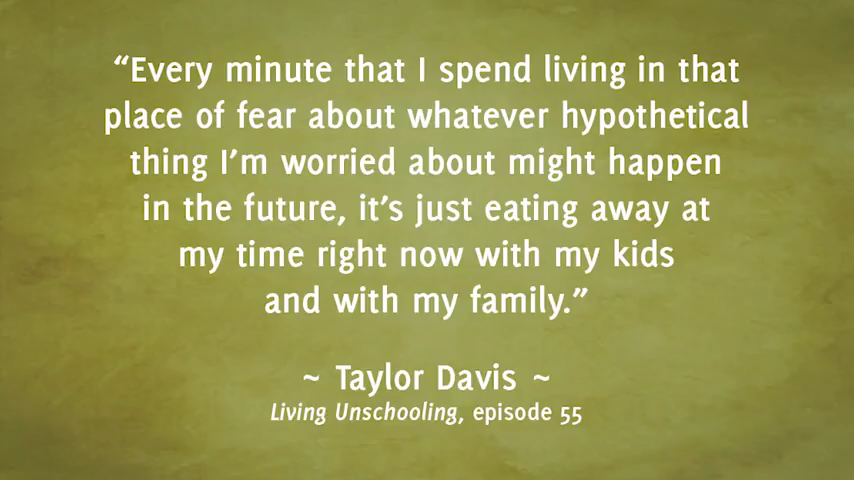 “Every minute that I spend living in that
place of fear about whatever hypothetical
thing I’m worried about might happen
in the future, it’s just eating away at
my time right now with my kids
and with my family.”
~ Taylor Davis ~
Living Unschooling, episode 55